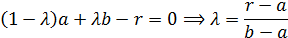 (1 − λ)a + λb − r = 0 ⟹ λ = (r − a)/(b − a)